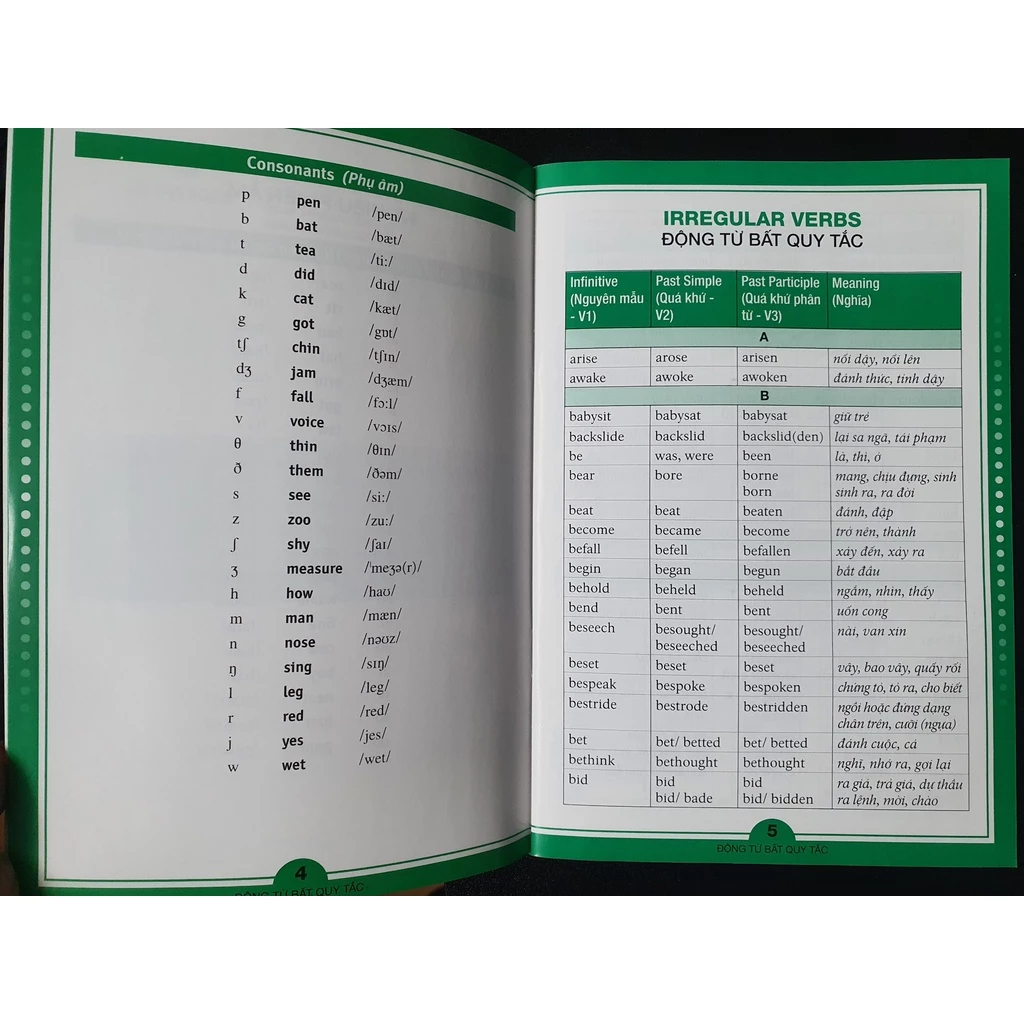 Consonants (Phụ âm)
p pen /pen/
b bat /bæt/
t tea /tiː/
d did /dɪd/
k cat /kæt/
g got /gɒt/
tʃ chin /tʃɪn/
dʒ jam /dʒæm/
f fall /fɔːl/
v voice /vɔɪs/
θ thin /θɪn/
ð them /ðəm/
s see /siː/
z zoo /zuː/
ʃ shy /ʃaɪ/
ʒ measure /ˈmeʒə(r)/
h how /haʊ/
m man /mæn/
n nose /nəʊz/
ŋ sing /sɪŋ/
l leg /leg/
r red /red/
j yes /jes/
w wet /wet/
4
ĐỘNG TỪ BẤT QUY TẮC
IRREGULAR VERBS
ĐỘNG TỪ BẤT QUY TẮC
Infinitive Past Simple Past Participle Meaning
(Nguyên mẫu (Quá khứ - (Quá khứ phân (Nghĩa)
- V1) V2) từ - V3)
A
arise arose arisen nổi dậy, nổi lên
awake awoke awoken đánh thức, tỉnh dậy
B
babysit babysat babysat giữ trẻ
backslide backslid backslid(den) lại sa ngã, tái phạm
be was, were been là, thì, ở
bear bore borne mang, chịu đựng, sinh
born sinh ra, ra đời
beat beat beaten đánh, đập
become became become trở nên, thành
befall befell befallen xảy đến, xảy ra
begin began begun bắt đầu
behold beheld beheld ngắm, nhìn, thấy
bend bent bent uốn cong
beseech besought/ besought/ nài, van xin
beseeched beseeched
beset beset beset vây, bao vây, quấy rối
bespeak bespoke bespoken chứng tỏ, tỏ ra, cho biết
bestride bestrode bestridden ngồi hoặc đứng dạng
chân trên, cưỡi (ngựa)
bet bet/ betted bet/ betted đánh cuộc, cá
bethink bethought bethought nghĩ, nhớ ra, gọi lại
bid bid bid ra giá, trả giá, dự thầu
bid/ bade bid/ bidden ra lệnh, mời, chào
5
ĐỘNG TỪ BẤT QUY TẮC